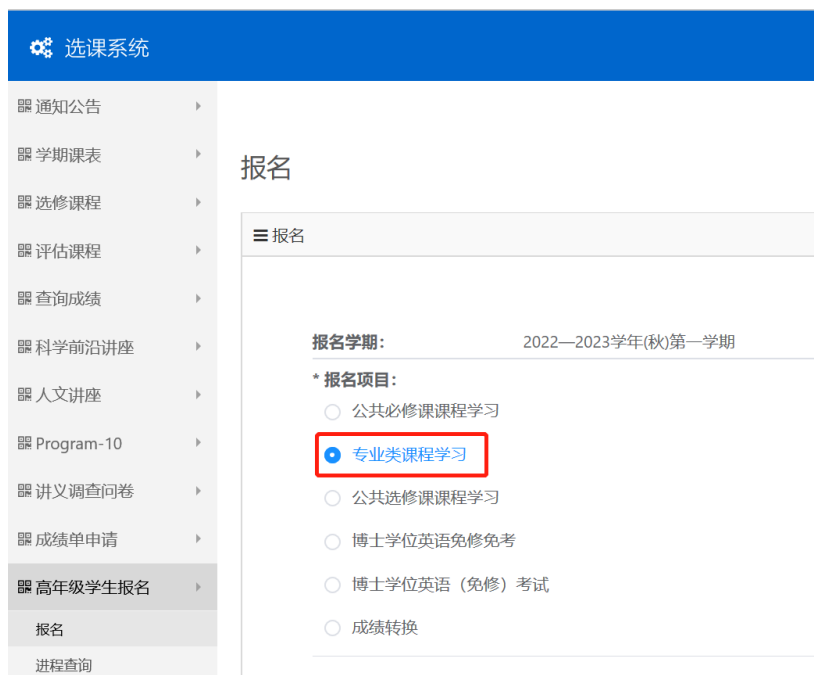 选课系统
通知公告
学期课表
选修课程
评估课程
查询成绩
科学前沿讲座
人文讲座
Program-10
讲义调查问卷
成绩单申请
高年级学生报名
报名
进程查询
报名
报名
报名学期： 2022—2023学年(秋)第一学期
* 报名项目：
公共必修课课程学习
专业类课程学习
公共选修课课程学习
博士学位英语免修免考
博士学位英语（免修）考试
成绩转换